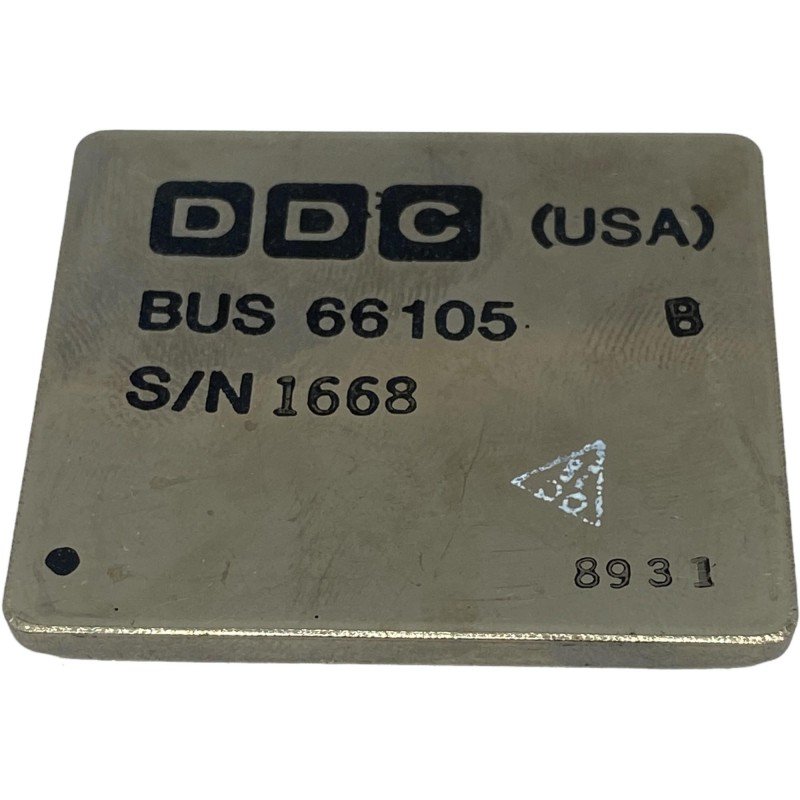 DDC (USA)
BUS 66105 B
S/N 1668
8931